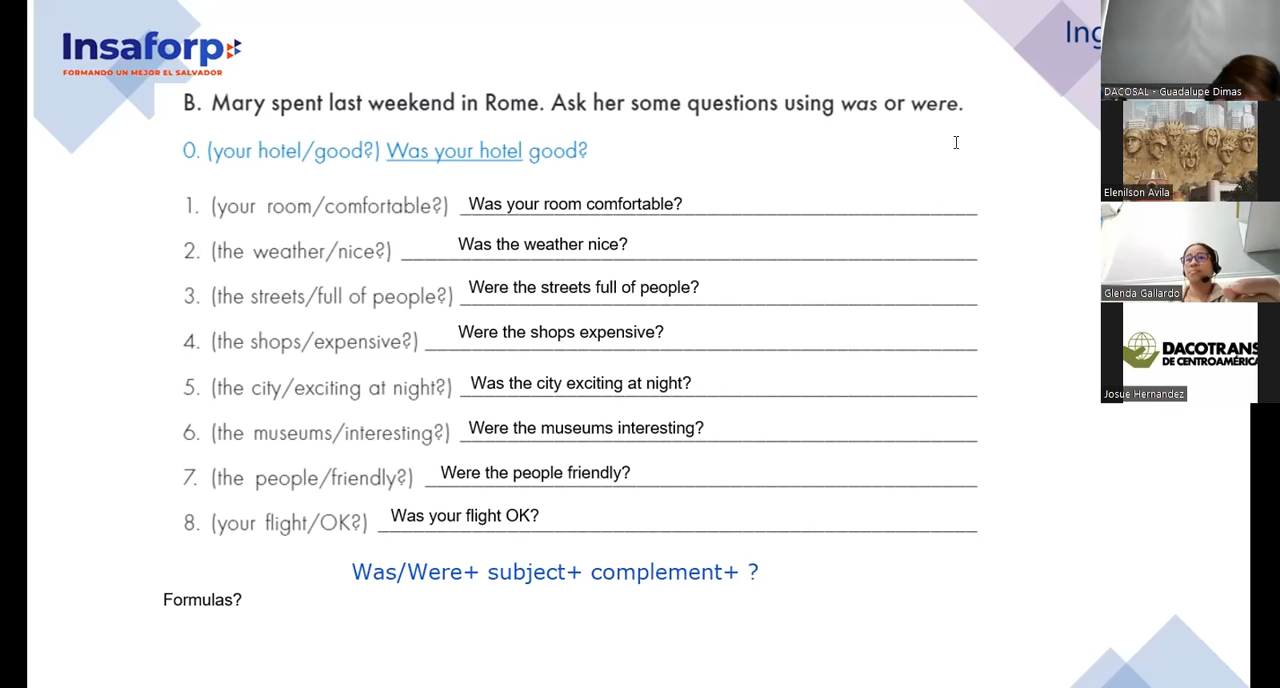 Insaforp
FORMANDO UN MEJOR EL SALVADOR
Ing
B. Mary spent last weekend in Rome. Ask her some questions using was or were.
0. (your hotel/good?) Was your hotel good?
1. (your room/comfortable?) Was your room comfortable?
2. (the weather/nice?) Was the weather nice?
3. (the streets/full of people?) Were the streets full of people?
4. (the shops/expensive?) Were the shops expensive?
5. (the city/exciting at night?) Was the city exciting at night?
6. (the museums/interesting?) Were the museums interesting?
7. (the people/friendly?) Were the people friendly?
8. (your flight/OK?) Was your flight OK?
Was/Were+ subject+ complement+ ?
Formulas?
DACOSAL - Guadalupe Dimas
Elenilson Avila
Glenda Gallardo
DACOTRANS
DE CENTROAMÉRICA
Josue Hernandez